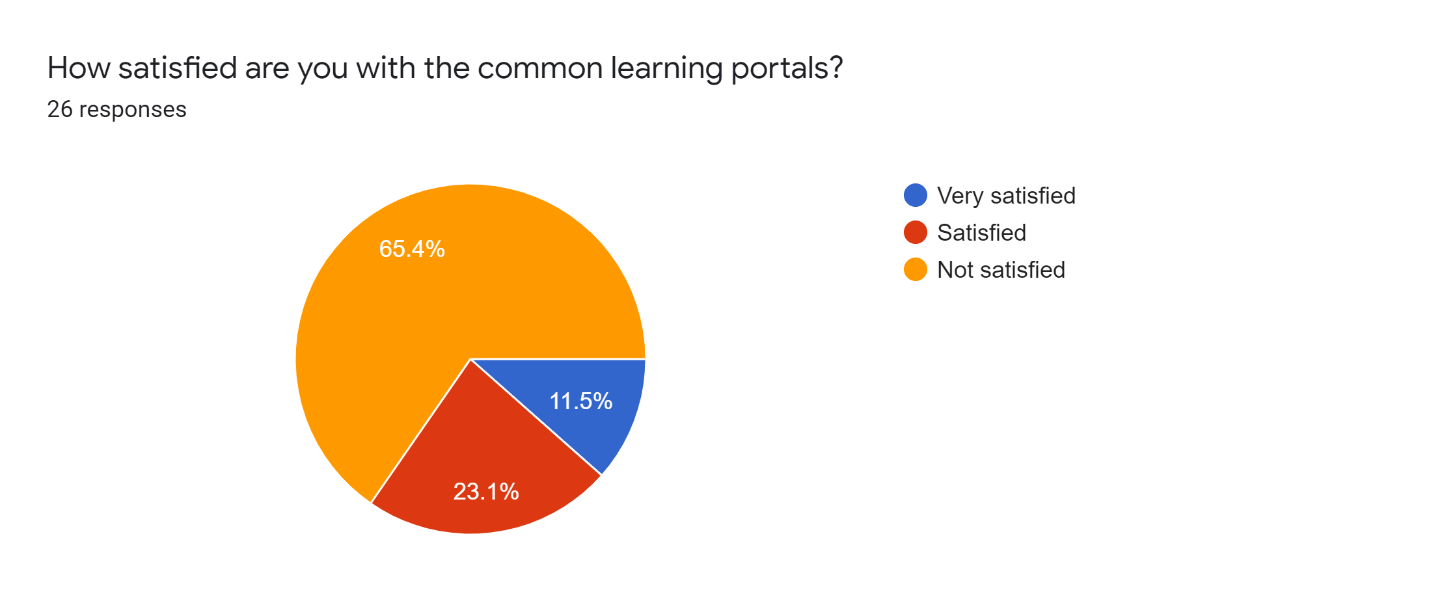 How satisfied are you with the common learning portals?
26 responses
Very satisfied
Satisfied
Not satisfied
65.4%
11.5%
23.1%